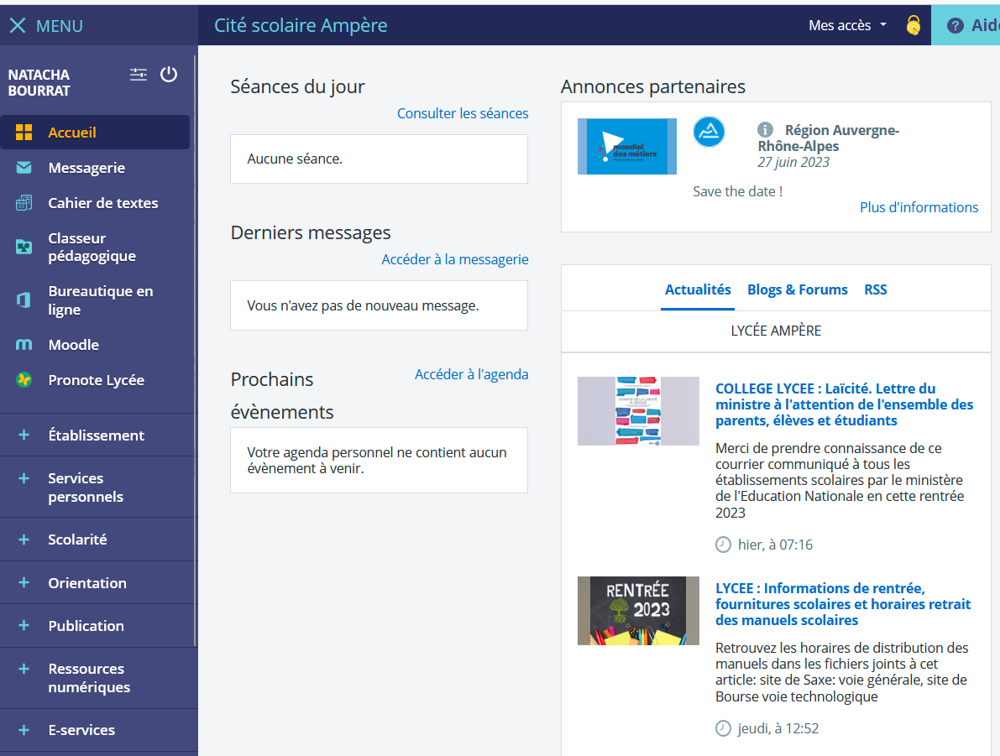 MENU
Cité scolaire Ampère
Mes accès
? Aide
NATACHA
BOURRAT
Accueil
Messagerie
Cahier de textes
Classeur
pédagogique
Bureautique en
ligne
Moodle
Pronote Lycée
+ Établissement
+ Services
personnels
+ Scolarité
+ Orientation
+ Publication
+ Ressources
numériques
+ E-services
Séances du jour
Consulter les séances
Aucune séance.
Derniers messages
Accéder à la messagerie
Vous n'avez pas de nouveau message.
Prochains
évènements
Accéder à l'agenda
Votre agenda personnel ne contient aucun
évènement à venir.
Annonces partenaires
mondial
des métiers
Région Auvergne-
Rhône-Alpes
27 juin 2023
Save the date !
Plus d'informations
Actualités Blogs & Forums RSS
LYCÉE AMPÈRE
CHARTE DE LA LAÏCITÉ
À L'ÉCOLE
COLLEGE LYCEE : Laïcité. Lettre du
ministre à l'attention de l'ensemble des
parents, élèves et étudiants
Merci de prendre connaissance de ce
courrier communiqué à tous les
établissements scolaires par le ministère
de l'Education Nationale en cette rentrée
2023
hier, à 07:16
RENTRÉE
2023
LYCEE : Informations de rentrée,
fournitures scolaires et horaires retrait
des manuels scolaires
Retrouvez les horaires de distribution des
manuels dans les fichiers joints à cet
article: site de Saxe: voie générale, site de
Bourse voie technologique
jeudi, à 12:52